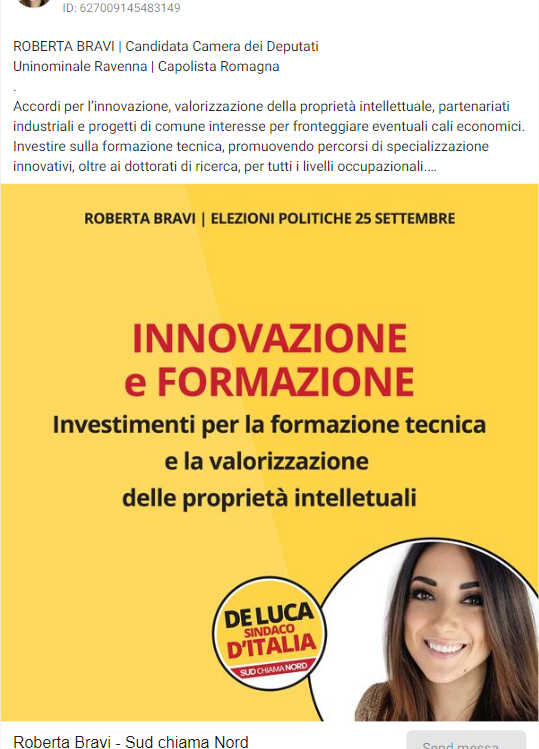 ID: 627009145483149
ROBERTA BRAVI | Candidata Camera dei Deputati
Uninominale Ravenna | Capolista Romagna
.
Accordi per l’innovazione, valorizzazione della proprietà intellettuale, partenariati
industriali e progetti di comune interesse per fronteggiare eventuali cali economici.
Investire sulla formazione tecnica, promuovendo percorsi di specializzazione
innovativi, oltre ai dottorati di ricerca, per tutti i livelli occupazionali....
ROBERTA BRAVI | ELEZIONI POLITICHE 25 SETTEMBRE
INNOVAZIONE
e FORMAZIONE
Investimenti per la formazione tecnica
e la valorizzazione
delle proprietà intelletuali
DE LUCA
SINDACO
D'ITALIA
SUD CHIAMA NORD
Roberta Bravi - Sud chiama Nord
Send messa